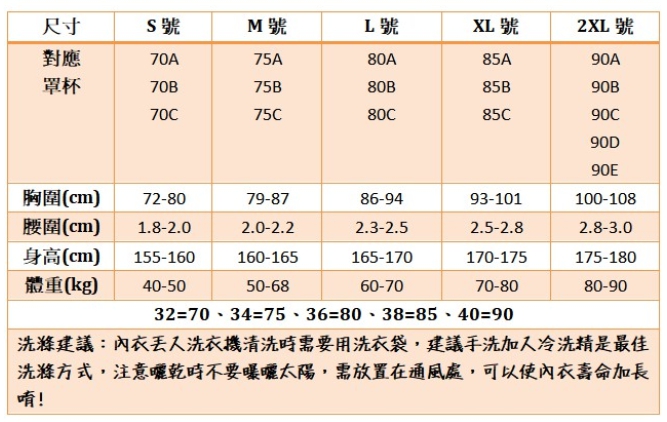 尺寸 S 號 M 號 L 號 XL 號 2XL 號
對應 70A 75A 80A 85A 90A
罩杯 70B 75B 80B 85B 90B
70C 75C 80C 85C 90C
90D
90E
胸圍(cm) 72-80 79-87 86-94 93-101 100-108
腰圍(cm) 1.8-2.0 2.0-2.2 2.3-2.5 2.5-2.8 2.8-3.0
身高(cm) 155-160 160-165 165-170 170-175 175-180
體重(kg) 40-50 50-68 60-70 70-80 80-90
32=70、34=75、36=80、38=85、40=90
洗滌建議：內衣丟入洗衣機清洗時需要用洗衣袋，建議手洗加入冷洗精是最佳
洗滌方式，注意曬乾時不要曝曬太陽，需放置在通風處，可以使內衣壽命加長
唷!